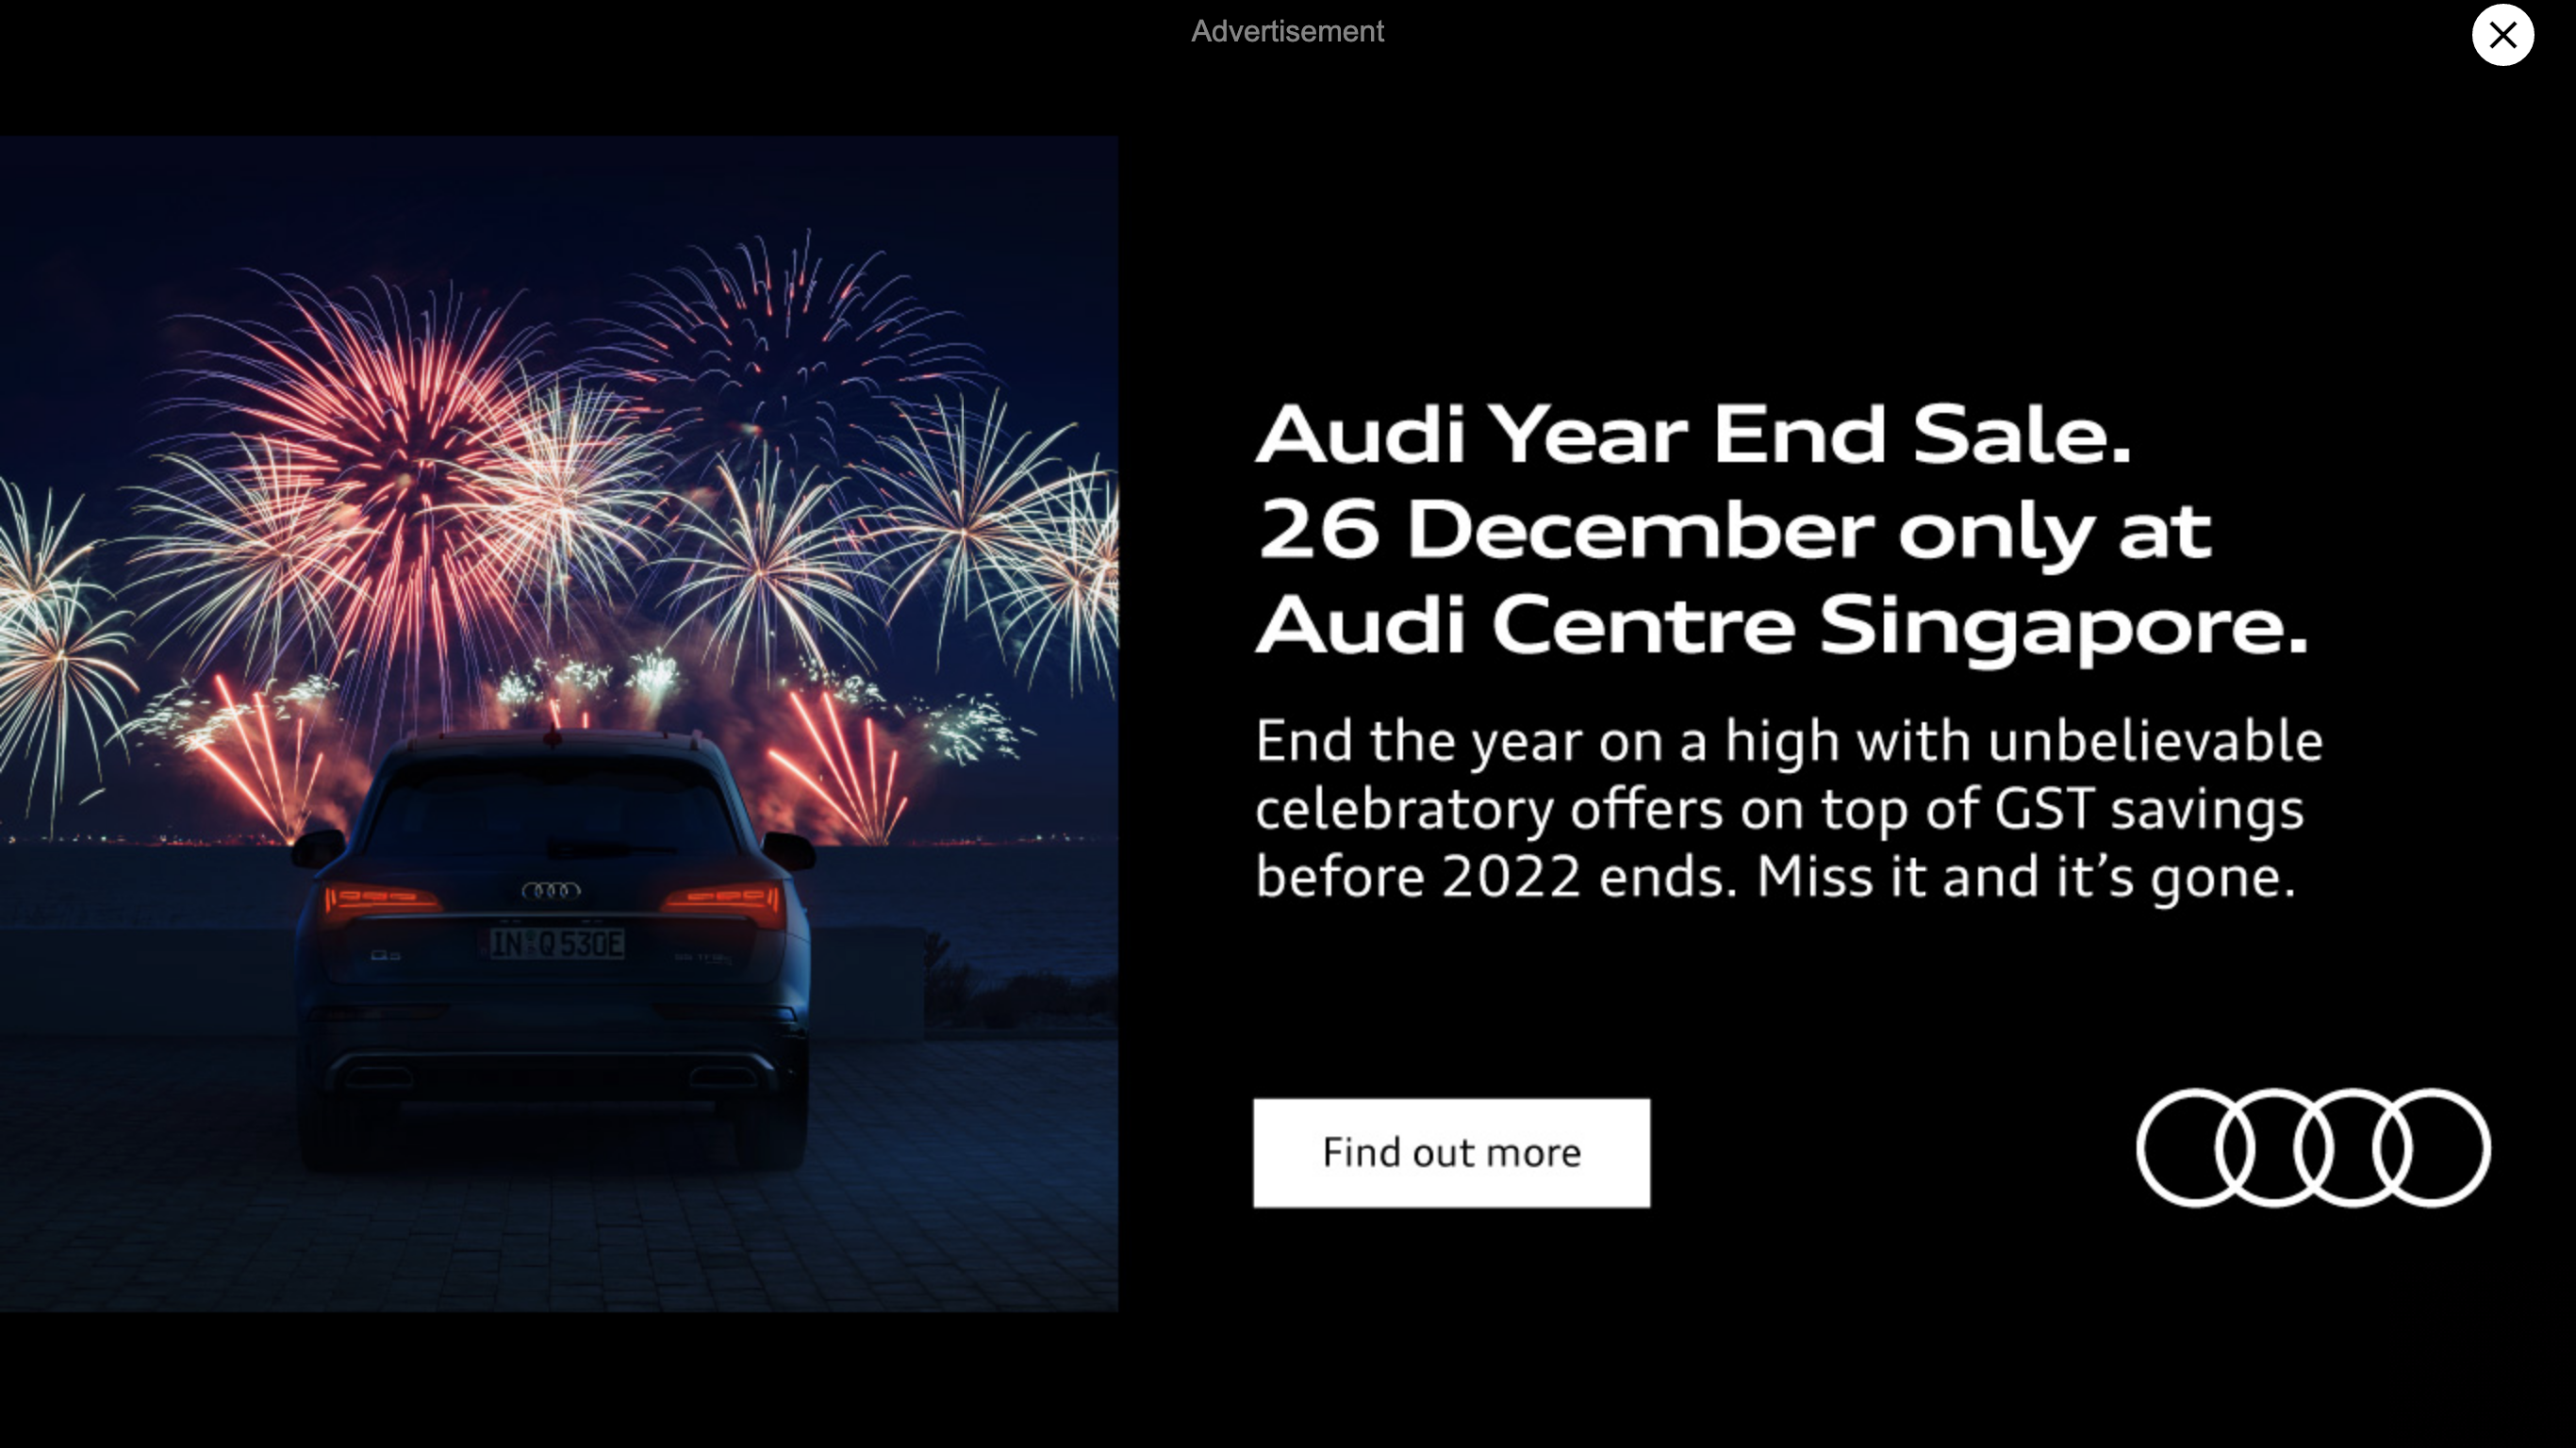 Advertisement
Audi Year End Sale.
26 December only at
Audi Centre Singapore.
End the year on a high with unbelievable
celebratory offers on top of GST savings
before 2022 ends. Miss it and it’s gone.
IN Q 530E
Q5
Find out more